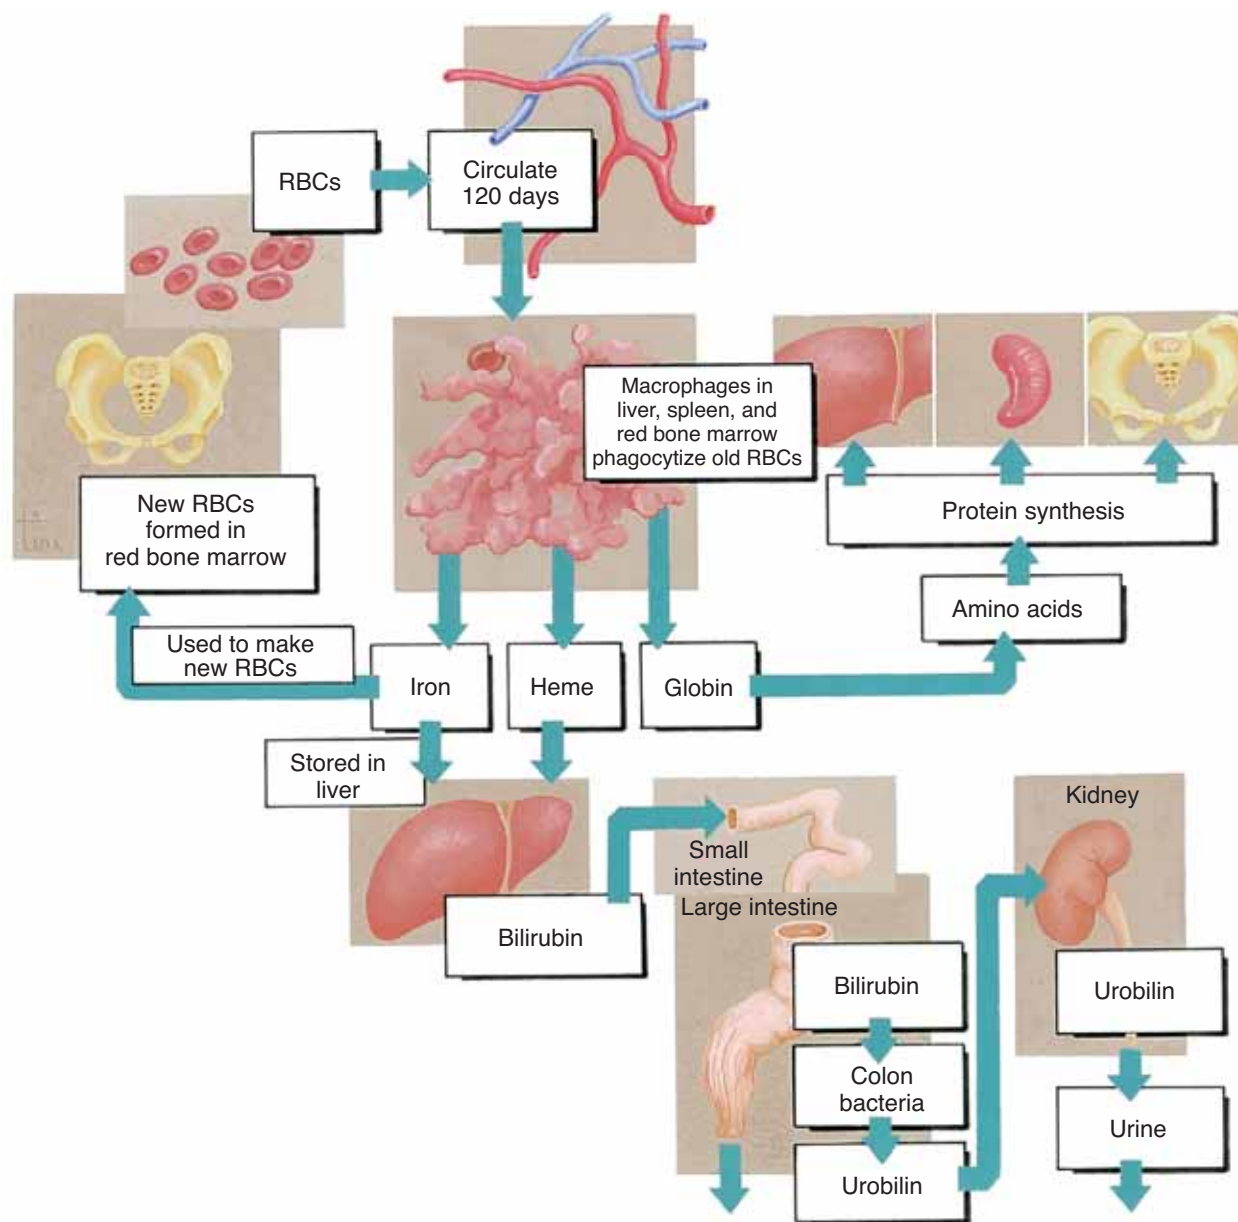 RBCs
Circulate
120 days
Macrophages in
liver, spleen, and
red bone marrow
phagocytize old RBCs
New RBCs
formed in
red bone marrow
Protein synthesis
Amino acids
Used to make
new RBCs
Iron
Heme
Globin
Stored in
liver
Kidney
Small
intestine
Large intestine
Bilirubin
Bilirubin
Urobilin
Colon
bacteria
Urine
Urobilin